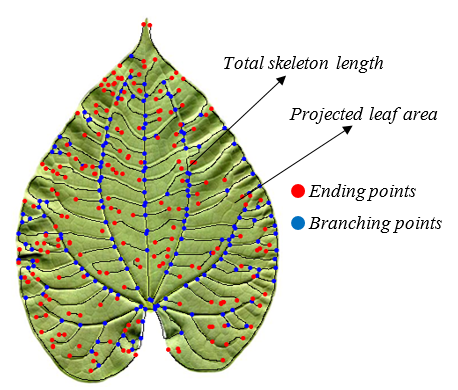 Total skeleton length
Projected leaf area
Ending points
Branching points